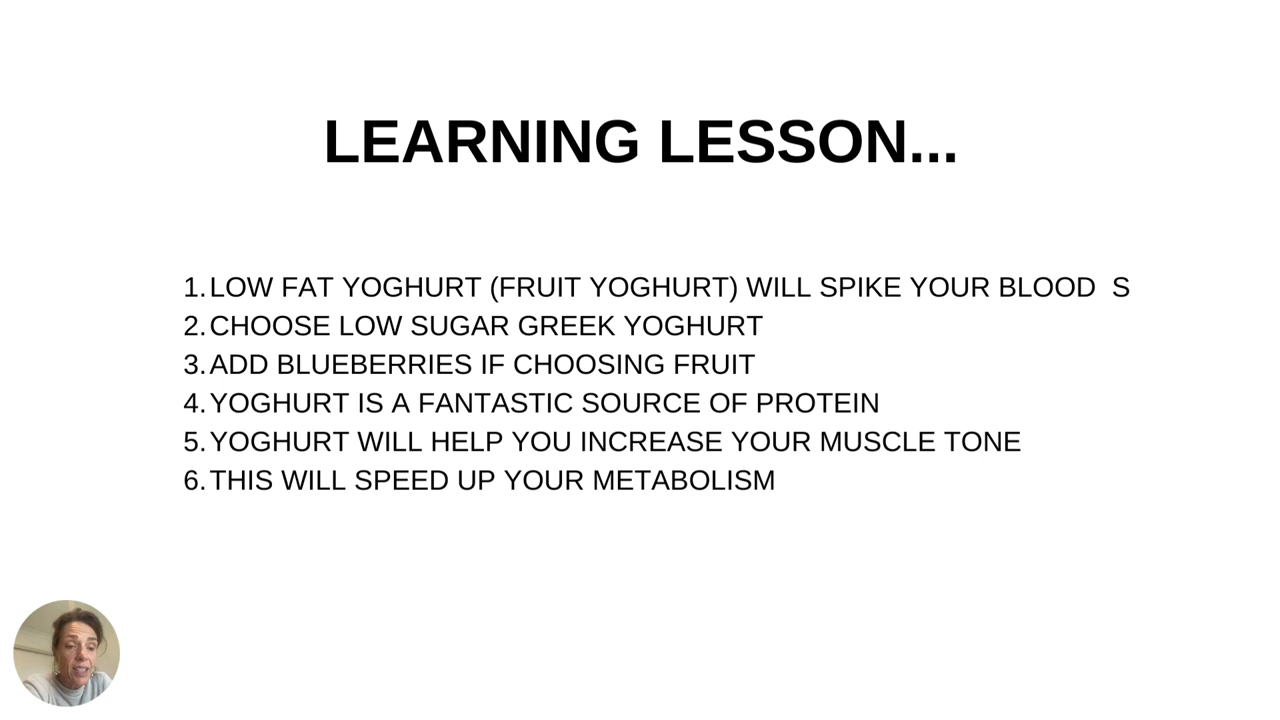 LEARNING LESSON...
1. LOW FAT YOGHURT (FRUIT YOGHURT) WILL SPIKE YOUR BLOOD  S
2. CHOOSE LOW SUGAR GREEK YOGHURT
3. ADD BLUEBERRIES IF CHOOSING FRUIT
4. YOGHURT IS A FANTASTIC SOURCE OF PROTEIN
5. YOGHURT WILL HELP YOU INCREASE YOUR MUSCLE TONE
6. THIS WILL SPEED UP YOUR METABOLISM